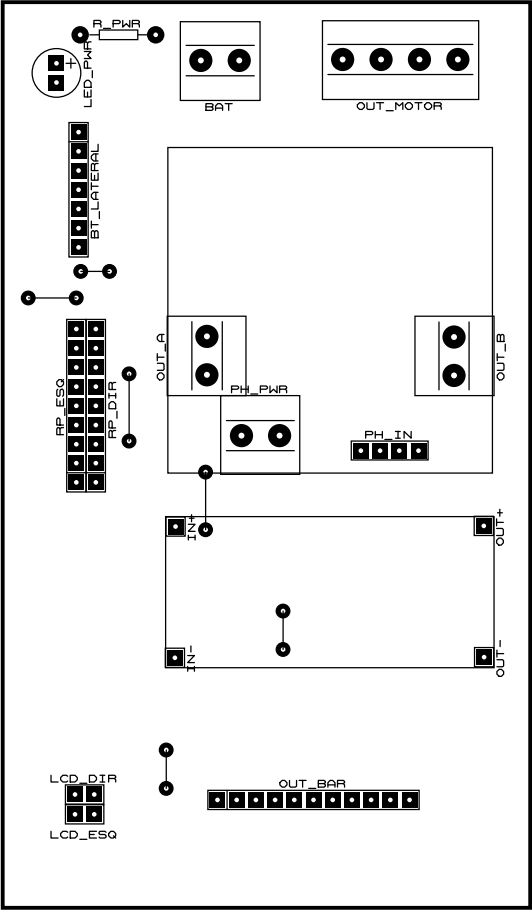 R_PWR
+
LED_PWR
BAT
OUT_MOTOR
BT_LATERAL
OUT_A
OUT_B
PH_PWR
RP_ESQ
RP_DIR
PH_IN
IN+
OUT+
IN-
OUT-
LCD_DIR
OUT_BAR
LCD_ESQ